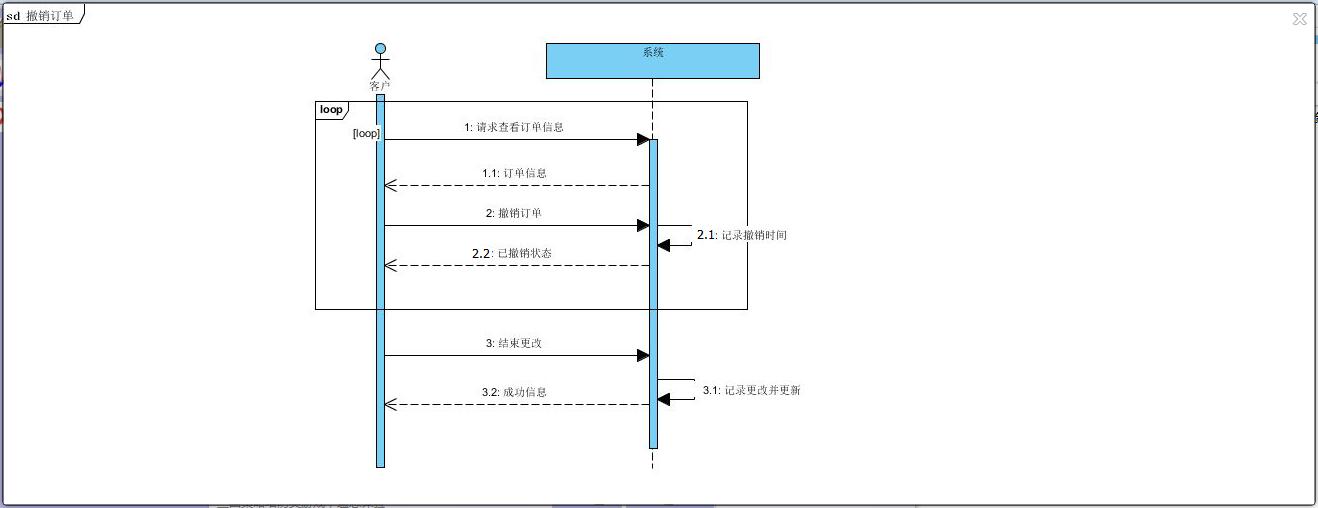 sd 撤销订单
系统
客户
loop
[loop]
1: 请求查看订单信息
1.1: 订单信息
2: 撤销订单
2.1: 记录撤销时间
2.2: 已撤销状态
3: 结束更改
3.1: 记录更改并更新
3.2: 成功信息